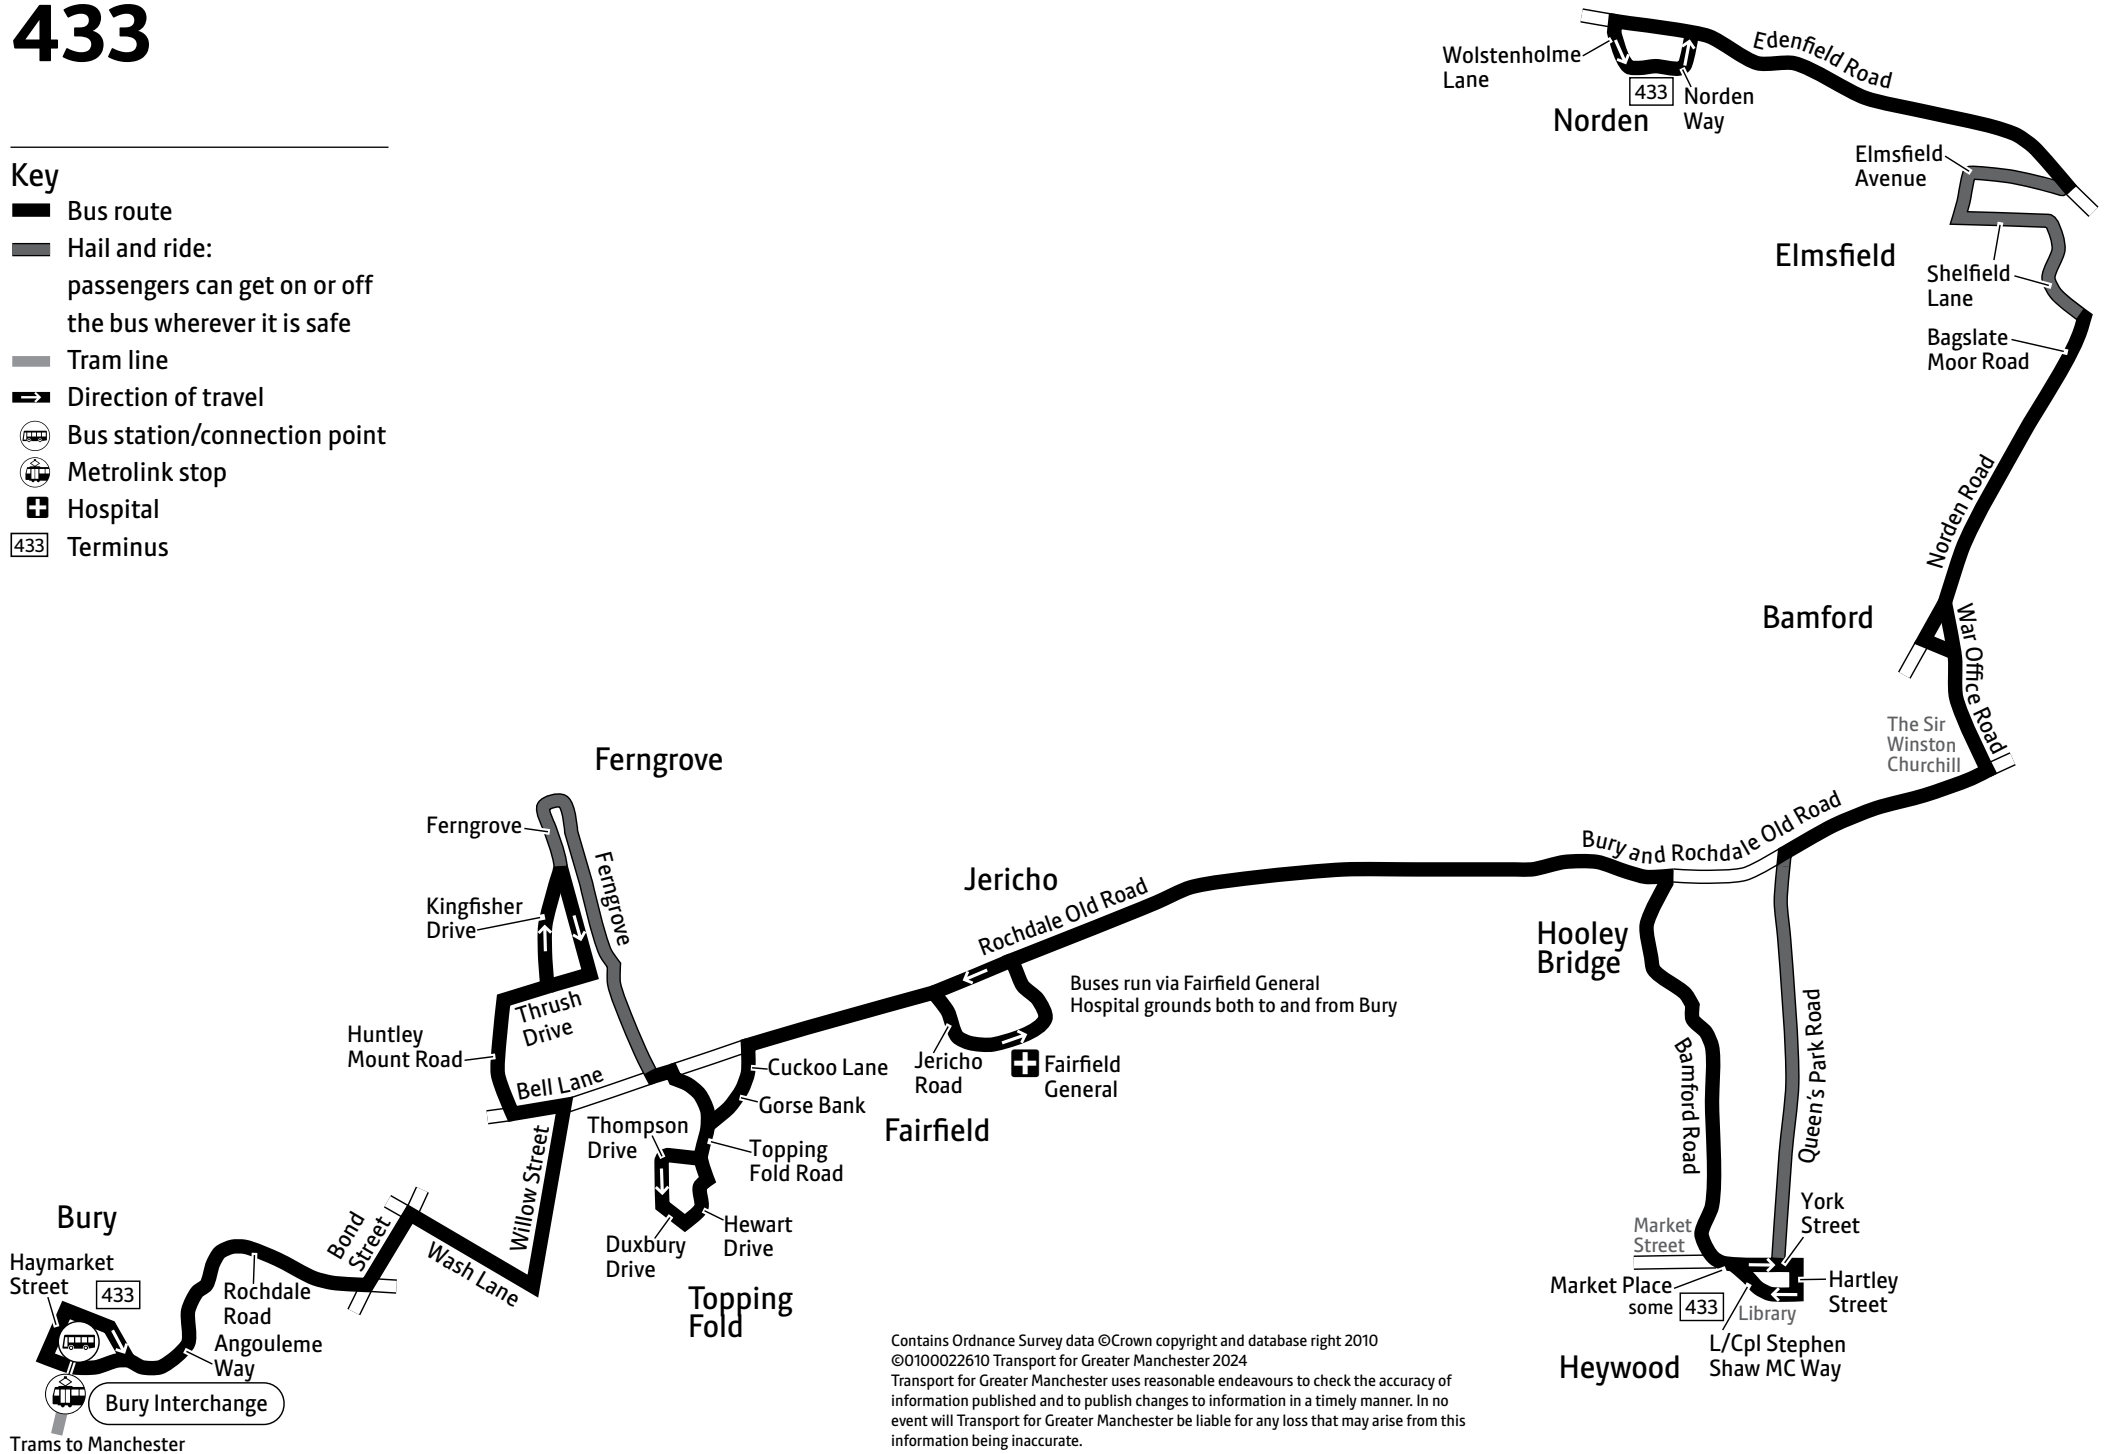 433
Key
Bus route
Hail and ride:
passengers can get on or off
the bus wherever it is safe
Tram line
Direction of travel
Bus station/connection point
Metrolink stop
Hospital
433 Terminus
Wolstenholme
Lane
433
Norden
Way
Norden
Edenfield Road
Elmsfield
Avenue
Elmsfield
Shelfield
Lane
Bagslate
Moor Road
Norden Road
Bamford
War Office Road
The Sir
Winston
Churchill
Bury and Rochdale Old Road
Ferngrove
Ferngrove
Ferngrove
Kingfisher
Drive
Thrush
Drive
Huntley
Mount Road
Bell Lane
Jericho
Rochdale Old Road
Buses run via Fairfield General
Hospital grounds both to and from Bury
Cuckoo Lane
Gorse Bank
Jericho
Road
Fairfield
General
Fairfield
Thompson
Drive
Topping
Fold Road
Hewart
Drive
Duxbury
Drive
Topping
Fold
Hooley
Bridge
Bamford Road
Queen's Park Road
York
Street
Market
Street
Market Place
some 433
Hartley
Street
Library
L/Cpl Stephen
Shaw MC Way
Heywood
Willow Street
Wash Lane
Bond
Street
Bury
Haymarket
Street
433
Rochdale
Road
Angouleme
Way
Bury Interchange
Trams to Manchester
Contains Ordnance Survey data ©Crown copyright and database right 2010
©0100022610 Transport for Greater Manchester 2024
Transport for Greater Manchester uses reasonable endeavours to check the accuracy of
information published and to publish changes to information in a timely manner. In no
event will Transport for Greater Manchester be liable for any loss that may arise from this
information being inaccurate.